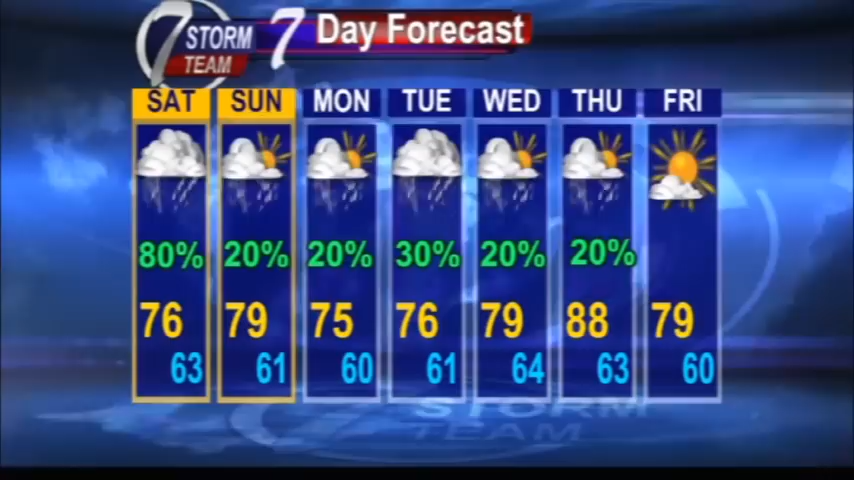 7 STORM TEAM
7 Day Forecast
SAT SUN MON TUE WED THU FRI
80% 20% 20% 30% 20% 20%
76 79 75 76 79 88 79
63 61 60 61 64 63 60
7 STORM
TEAM